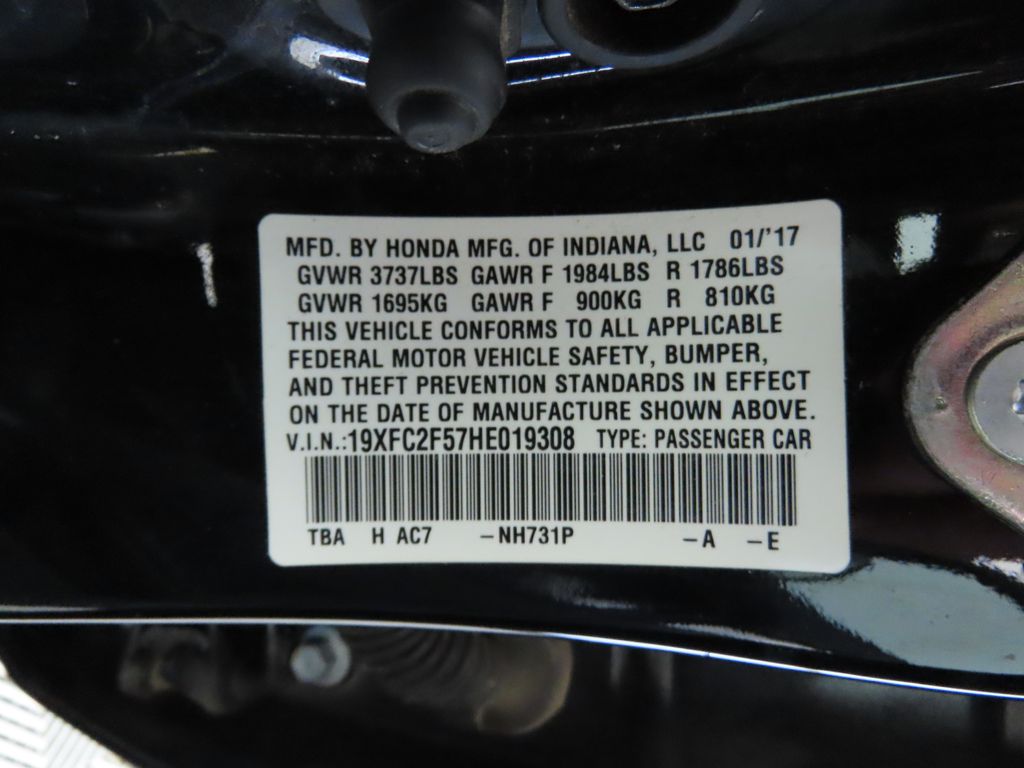 MFD. BY HONDA MFG. OF INDIANA, LLC 01/'17
GVWR 3737LBS GAWR F 1984LBS R 1786LBS
GVWR 1695KG GAWR F 900KG R 810KG
THIS VEHICLE CONFORMS TO ALL APPLICABLE
FEDERAL MOTOR VEHICLE SAFETY, BUMPER,
AND THEFT PREVENTION STANDARDS IN EFFECT
ON THE DATE OF MANUFACTURE SHOWN ABOVE.
V.I.N.:19XFC2F57HE019308 TYPE: PASSENGER CAR
TBA H AC7 -NH731P -A -E